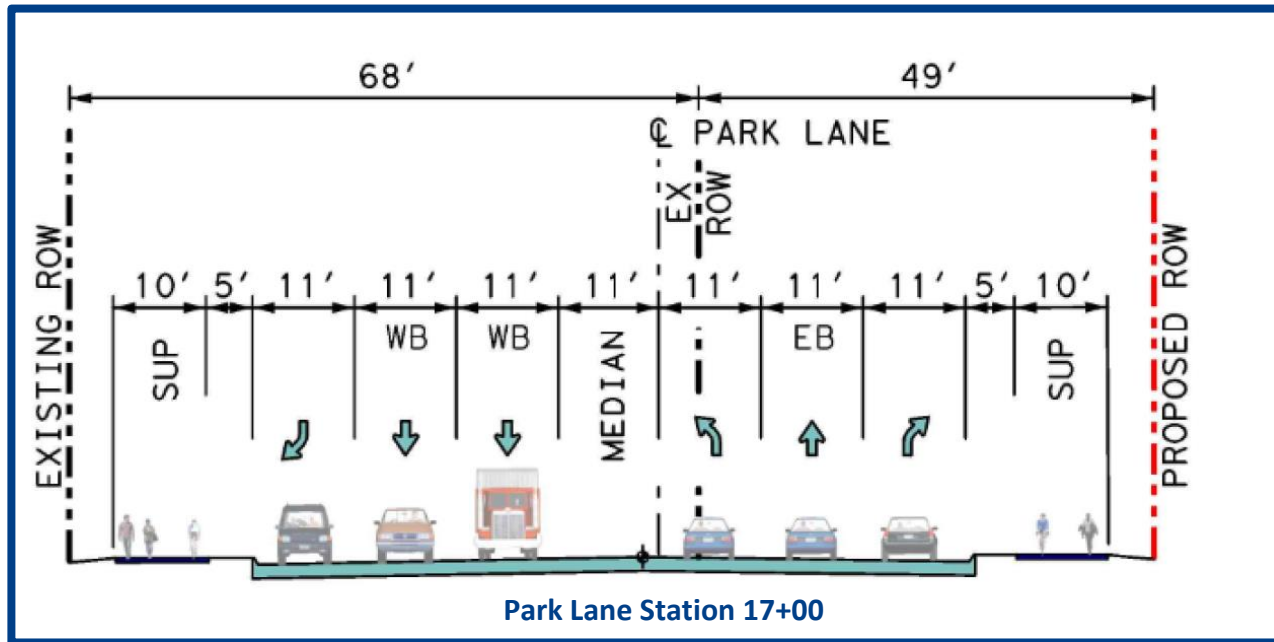 68' 49'
℄ PARK LANE
EX
ROW
EXISTING ROW
PROPOSED ROW
10' 5' 11' 11' 11' 11' 11' 11' 11' 5' 10'
SUP
WB
WB
MEDIAN
EB
SUP
Park Lane Station 17+00